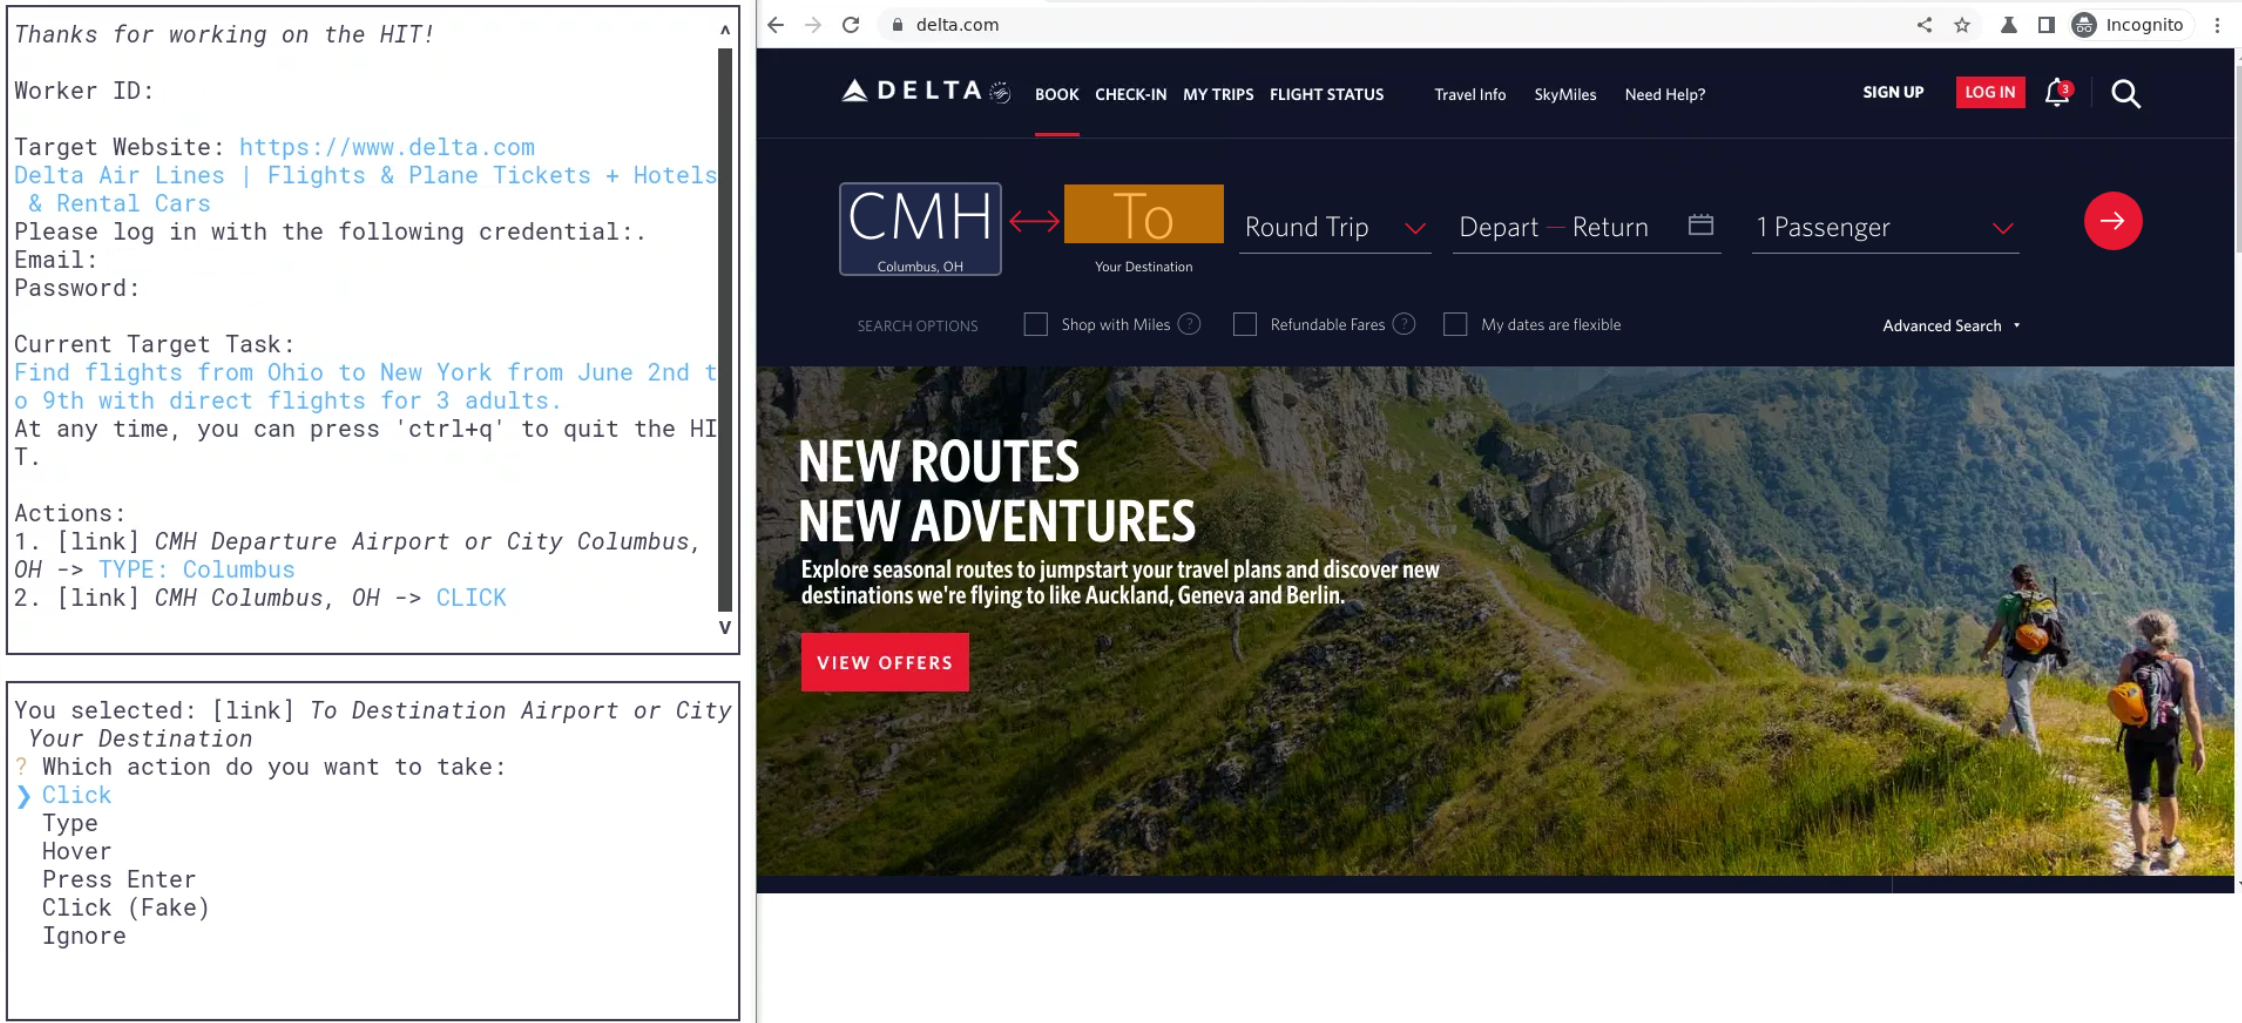 Thanks for working on the HIT!
Worker ID:
Target Website: https://www.delta.com
Delta Air Lines | Flights & Plane Tickets + Hotels
& Rental Cars
Please log in with the following credential:.
Email:
Password:
Current Target Task:
Find flights from Ohio to New York from June 2nd t
o 9th with direct flights for 3 adults.
At any time, you can press 'ctrl+q' to quit the HI
T.
Actions:
1. [link] CMH Departure Airport or City Columbus,
OH -> TYPE: Columbus
2. [link] CMH Columbus, OH -> CLICK
You selected: [link] To Destination Airport or City
Your Destination
? Which action do you want to take:
❯ Click
Type
Hover
Press Enter
Click (Fake)
Ignore
delta.com
Incognito
DELTA BOOK CHECK-IN MY TRIPS FLIGHT STATUS Travel Info SkyMiles Need Help? SIGN UP LOG IN 3
CMH To Round Trip Depart — Return 1 Passenger
Columbus, OH Your Destination
SEARCH OPTIONS Shop with Miles ? Refundable Fares ? My dates are flexible Advanced Search
NEW ROUTES
NEW ADVENTURES
Explore seasonal routes to jumpstart your travel plans and discover new
destinations we're flying to like Auckland, Geneva and Berlin.
VIEW OFFERS